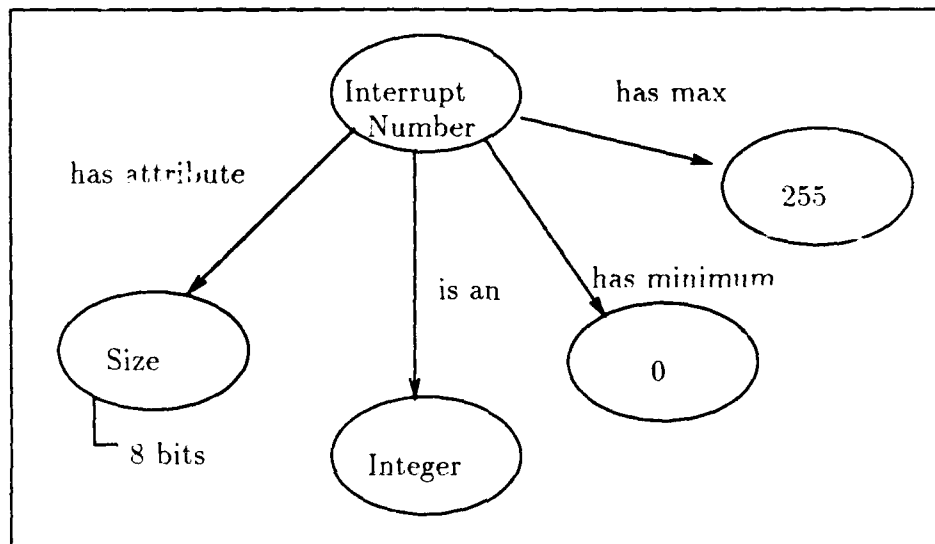 Interrupt
Number
has max
has attribute
255
is an
has minimum
Size
0
8 bits
Integer